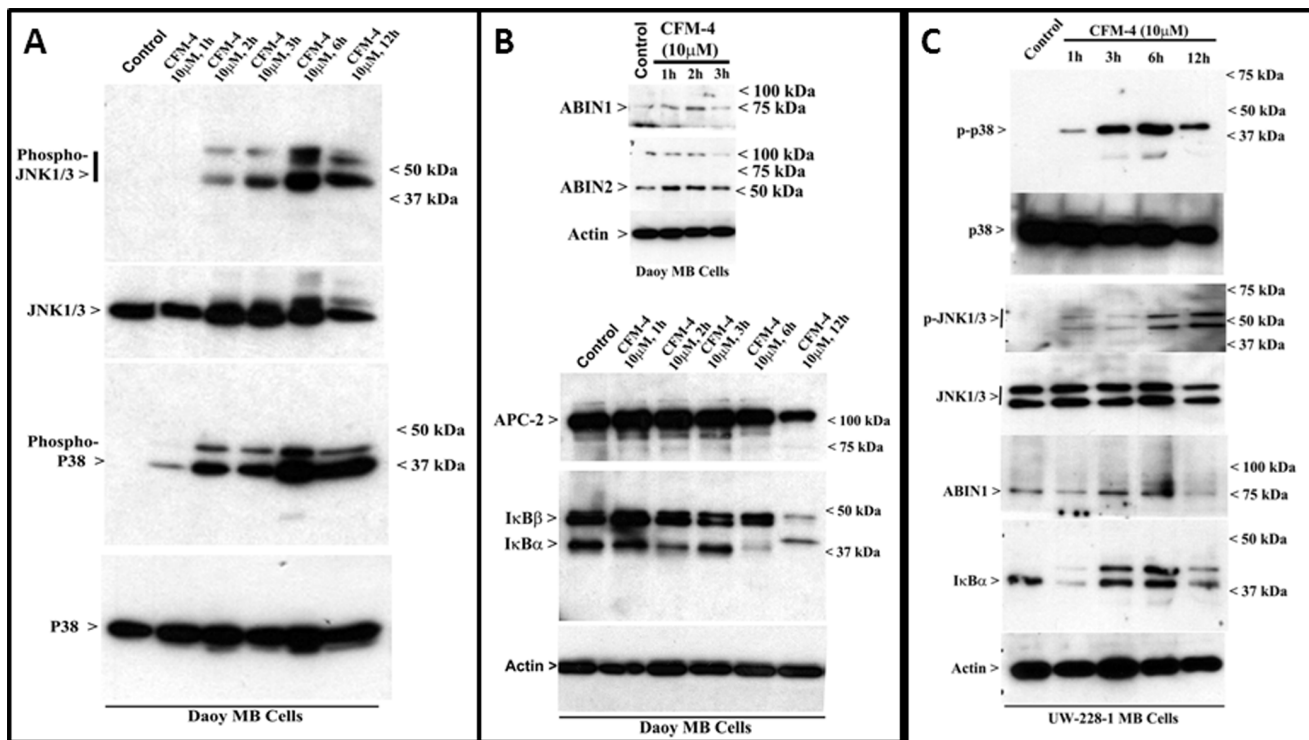 A
Control
CFM-4
10μM, 1h
CFM-4
10μM, 2h
CFM-4
10μM, 3h
CFM-4
10μM, 6h
CFM-4
10μM, 12h
Phospho-
JNK1/3 >
< 50 kDa
< 37 kDa
JNK1/3 >
Phospho-
P38 >
< 50 kDa
< 37 kDa
P38 >
Daoy MB Cells
B
Control
CFM-4
(10μM)
1h 2h 3h
ABIN1 >
< 100 kDa
< 75 kDa
ABIN2 >
< 100 kDa
< 75 kDa
< 50 kDa
Actin >
Daoy MB Cells
Control
CFM-4
10μM, 1h
CFM-4
10μM, 2h
CFM-4
10μM, 3h
CFM-4
10μM, 6h
CFM-4
10μM, 12h
APC-2 >
< 100 kDa
< 75 kDa
IκBβ >
IκBα >
< 50 kDa
< 37 kDa
Actin >
Daoy MB Cells
C
Control
CFM-4 (10μM)
1h 3h 6h 12h
p-p38 >
< 75 kDa
< 50 kDa
< 37 kDa
p38 >
p-JNK1/3
< 75 kDa
< 50 kDa
< 37 kDa
JNK1/3
ABIN1 >
< 100 kDa
< 75 kDa
IκBα >
< 50 kDa
< 37 kDa
Actin >
UW-228-1 MB Cells